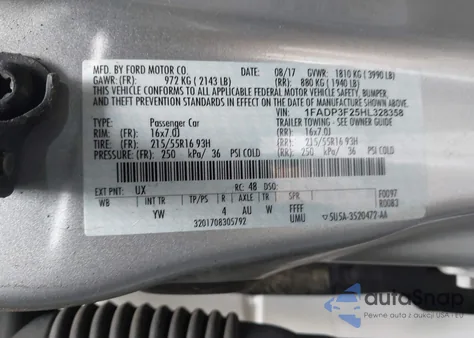 MFD. BY FORD MOTOR CO.
DATE: 08/17 GVWR: 1810 KG (3990 LB)
GAWR: (FR): 972 KG (2143 LB) (RR): 880 KG (1940 LB)
THIS VEHICLE CONFORMS TO ALL APPLICABLE FEDERAL MOTOR VEHICLE SAFETY, BUMPER,
AND THEFT PREVENTION STANDARDS IN EFFECT ON THE DATE OF MANUFACTURE SHOWN ABOVE.
VIN: 1FADP3F25HL328358
TYPE: Passenger Car TRAILER TOWING - SEE OWNER GUIDE
RIM: (FR): 16x7.0J (RR): 16x7.0J
TIRES: (FR): 215/55R16 93H (RR): 215/55R16 93H
PRESSURE: (FR): 250 kPa/ 36 PSI COLD (RR): 250 kPa/ 36 PSI COLD
EXT PNT: UX RC: 48 DSO:
WB INT TR TP/PS R AXLE TR SPR F0097
YW 4 AU W FFFF R0083
3201708305792 UMU 5U5A-3520472-AA
autoSnap
Pewne auta z USA i EU